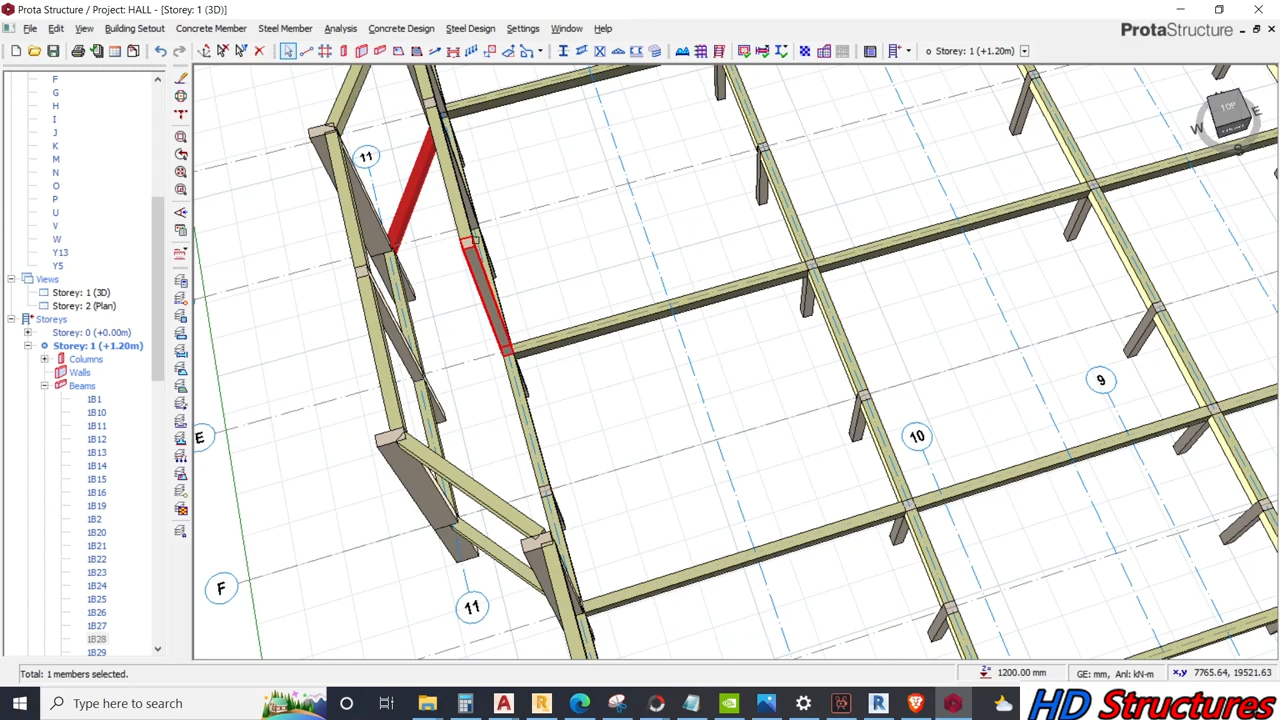 Prota Structure / Project: HALL - [Storey: 1 (3D)]
File Edit View Building Setout Concrete Member Steel Member Analysis Concrete Design Steel Design Settings Window Help
ProtaStructure
Storey: 1 (+1.20m)
F
G
H
I
J
K
M
N
O
P
U
V
W
Y13
Y5
Views
Storey: 1 (3D)
Storey: 2 (Plan)
Storeys
Storey: 0 (+0.00m)
Storey: 1 (+1.20m)
Columns
Walls
Beams
1B1
1B10
1B11
1B12
1B13
1B14
1B15
1B16
1B19
1B2
1B20
1B21
1B22
1B23
1B24
1B25
1B26
1B27
1B28
1B29
11
TOP
W
E
S
9
E
10
F
11
Total: 1 members selected.
1200.00 mm
GE: mm, Anl: kN-m
x,y 7765.64, 19521.63
Type here to search
HD Structures